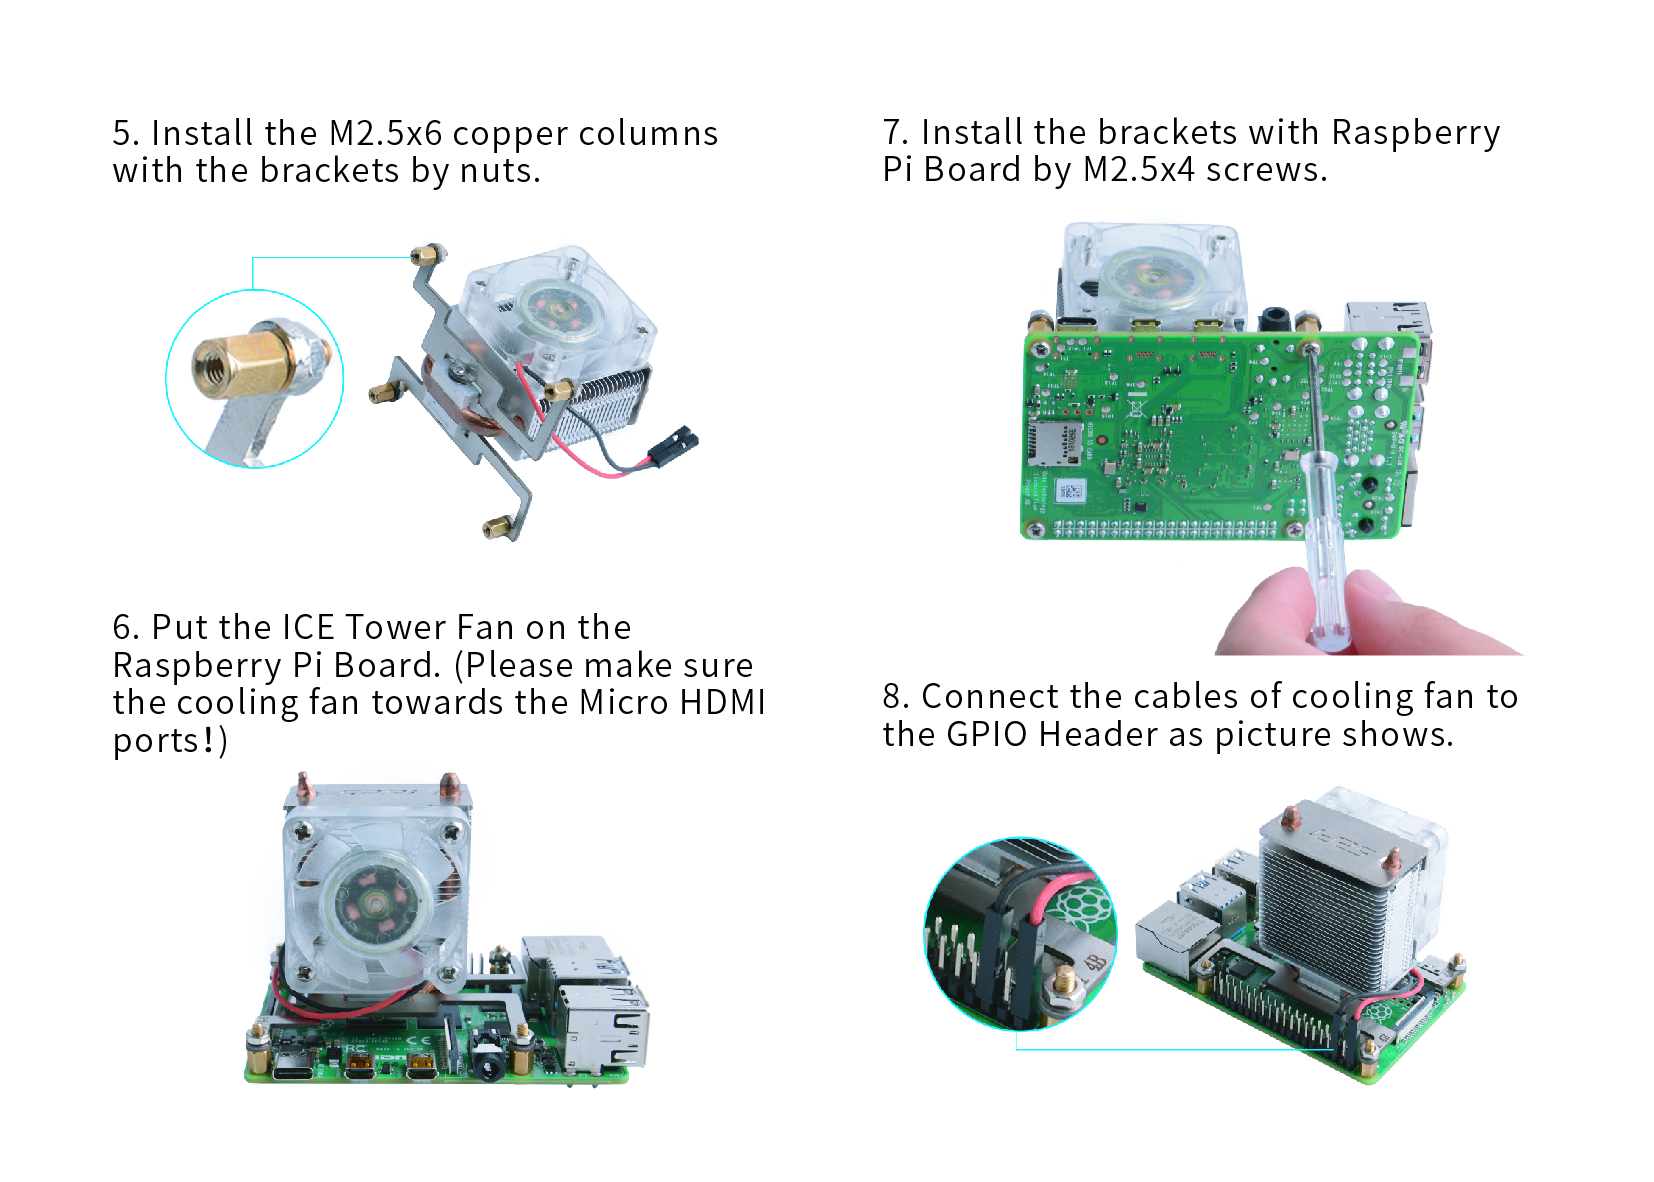 5. Install the M2.5x6 copper columns
with the brackets by nuts.
6. Put the ICE Tower Fan on the
Raspberry Pi Board. (Please make sure
the cooling fan towards the Micro HDMI
ports!)
7. Install the brackets with Raspberry
Pi Board by M2.5x4 screws.
8. Connect the cables of cooling fan to
the GPIO Header as picture shows.
4B